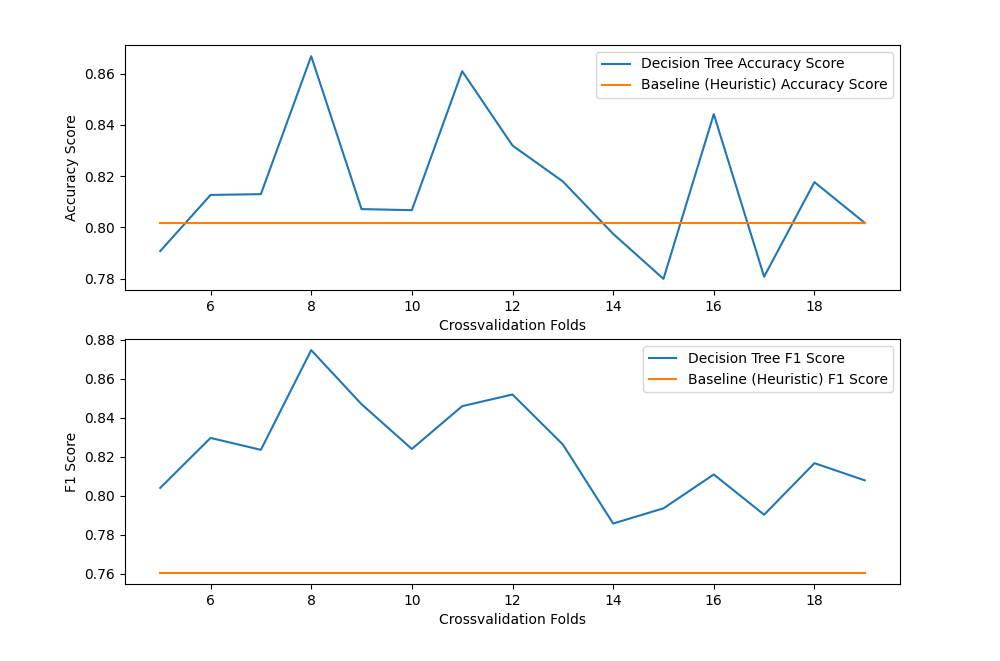 Decision Tree Accuracy Score
Baseline (Heuristic) Accuracy Score
Accuracy Score
0.86
0.84
0.82
0.80
0.78
6 8 10 12 14 16 18
Crossvalidation Folds
Decision Tree F1 Score
Baseline (Heuristic) F1 Score
F1 Score
0.88
0.86
0.84
0.82
0.80
0.78
0.76
6 8 10 12 14 16 18
Crossvalidation Folds